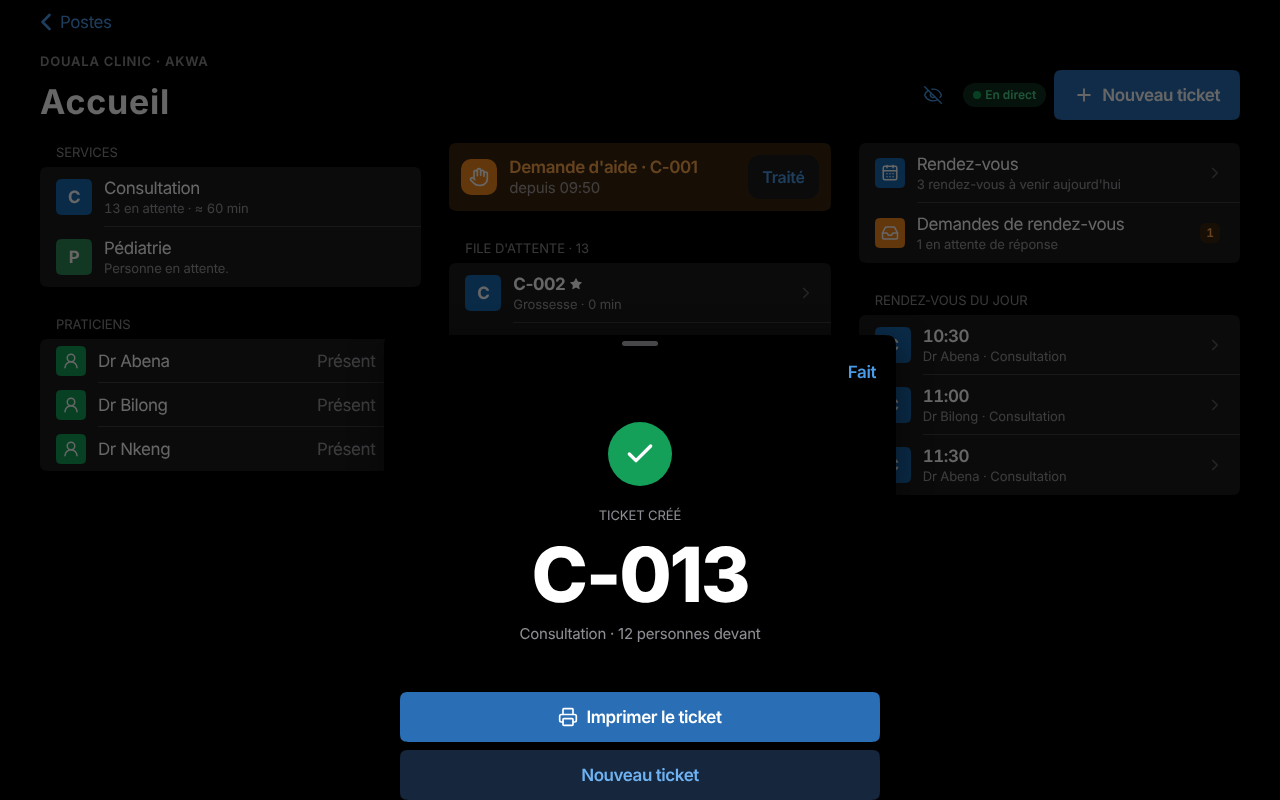 Postes
DOUALA CLINIC · AKWA
Accueil
En direct
Nouveau ticket
SERVICES
C
Consultation
13 en attente · ≈ 60 min
P
Pédiatrie
Personne en attente.
PRATICIENS
Dr Abena
Présent
Dr Bilong
Présent
Dr Nkeng
Présent
Demande d'aide · C-001
depuis 09:50
Traité
FILE D'ATTENTE · 13
C
C-002
Grossesse · 0 min
Rendez-vous
3 rendez-vous à venir aujourd'hui
Demandes de rendez-vous
1 en attente de réponse
1
RENDEZ-VOUS DU JOUR
10:30
Dr Abena · Consultation
11:00
Dr Bilong · Consultation
11:30
Dr Abena · Consultation
Fait
TICKET CRÉÉ
C-013
Consultation · 12 personnes devant
Imprimer le ticket
Nouveau ticket